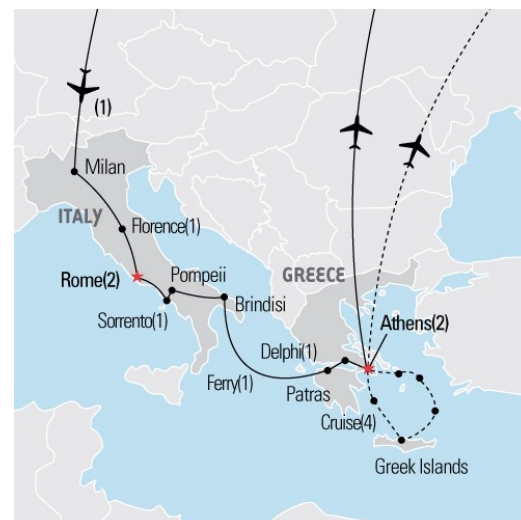 (1)
Milan
ITALY
Florence(1)
Rome(2)
Pompeii
GREECE
Sorrento(1)
Brindisi
Athens(2)
Delphi(1)
Ferry(1)
Patras
Cruise(4)
Greek Islands